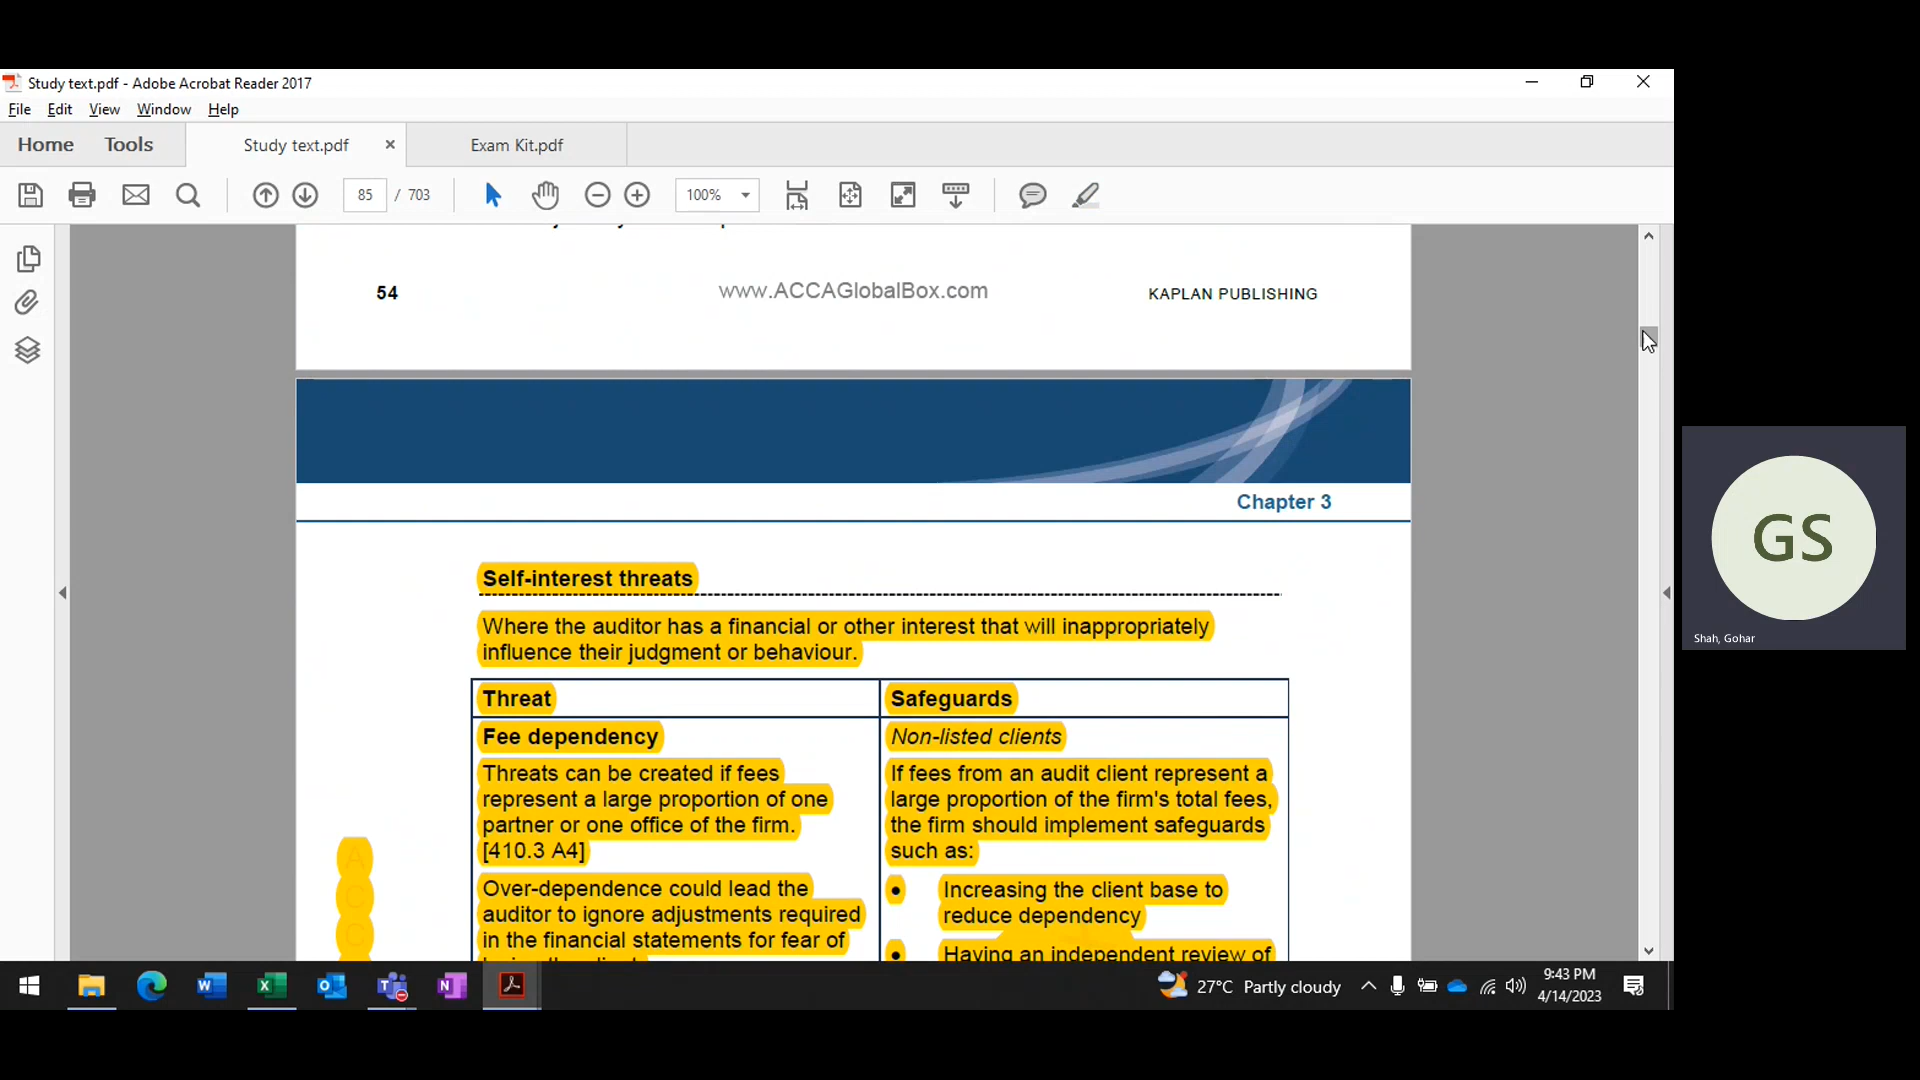 Study text.pdf - Adobe Acrobat Reader 2017
File Edit View Window Help
Home Tools Study text.pdf × Exam Kit.pdf
85 / 703 100%
54 www.ACCAGlobalBox.com KAPLAN PUBLISHING
Chapter 3
Self-interest threats
Where the auditor has a financial or other interest that will inappropriately
influence their judgment or behaviour.
Threat
Fee dependency
Threats can be created if fees
represent a large proportion of one
partner or one office of the firm.
[410.3 A4]
Over-dependence could lead the
auditor to ignore adjustments required
in the financial statements for fear of
Safeguards
Non-listed clients
If fees from an audit client represent a
large proportion of the firm's total fees,
the firm should implement safeguards
such as:
• Increasing the client base to
reduce dependency
• Having an independent review of
A
C
C
GS
Shah, Gohar
27°C Partly cloudy
9:43 PM
4/14/2023